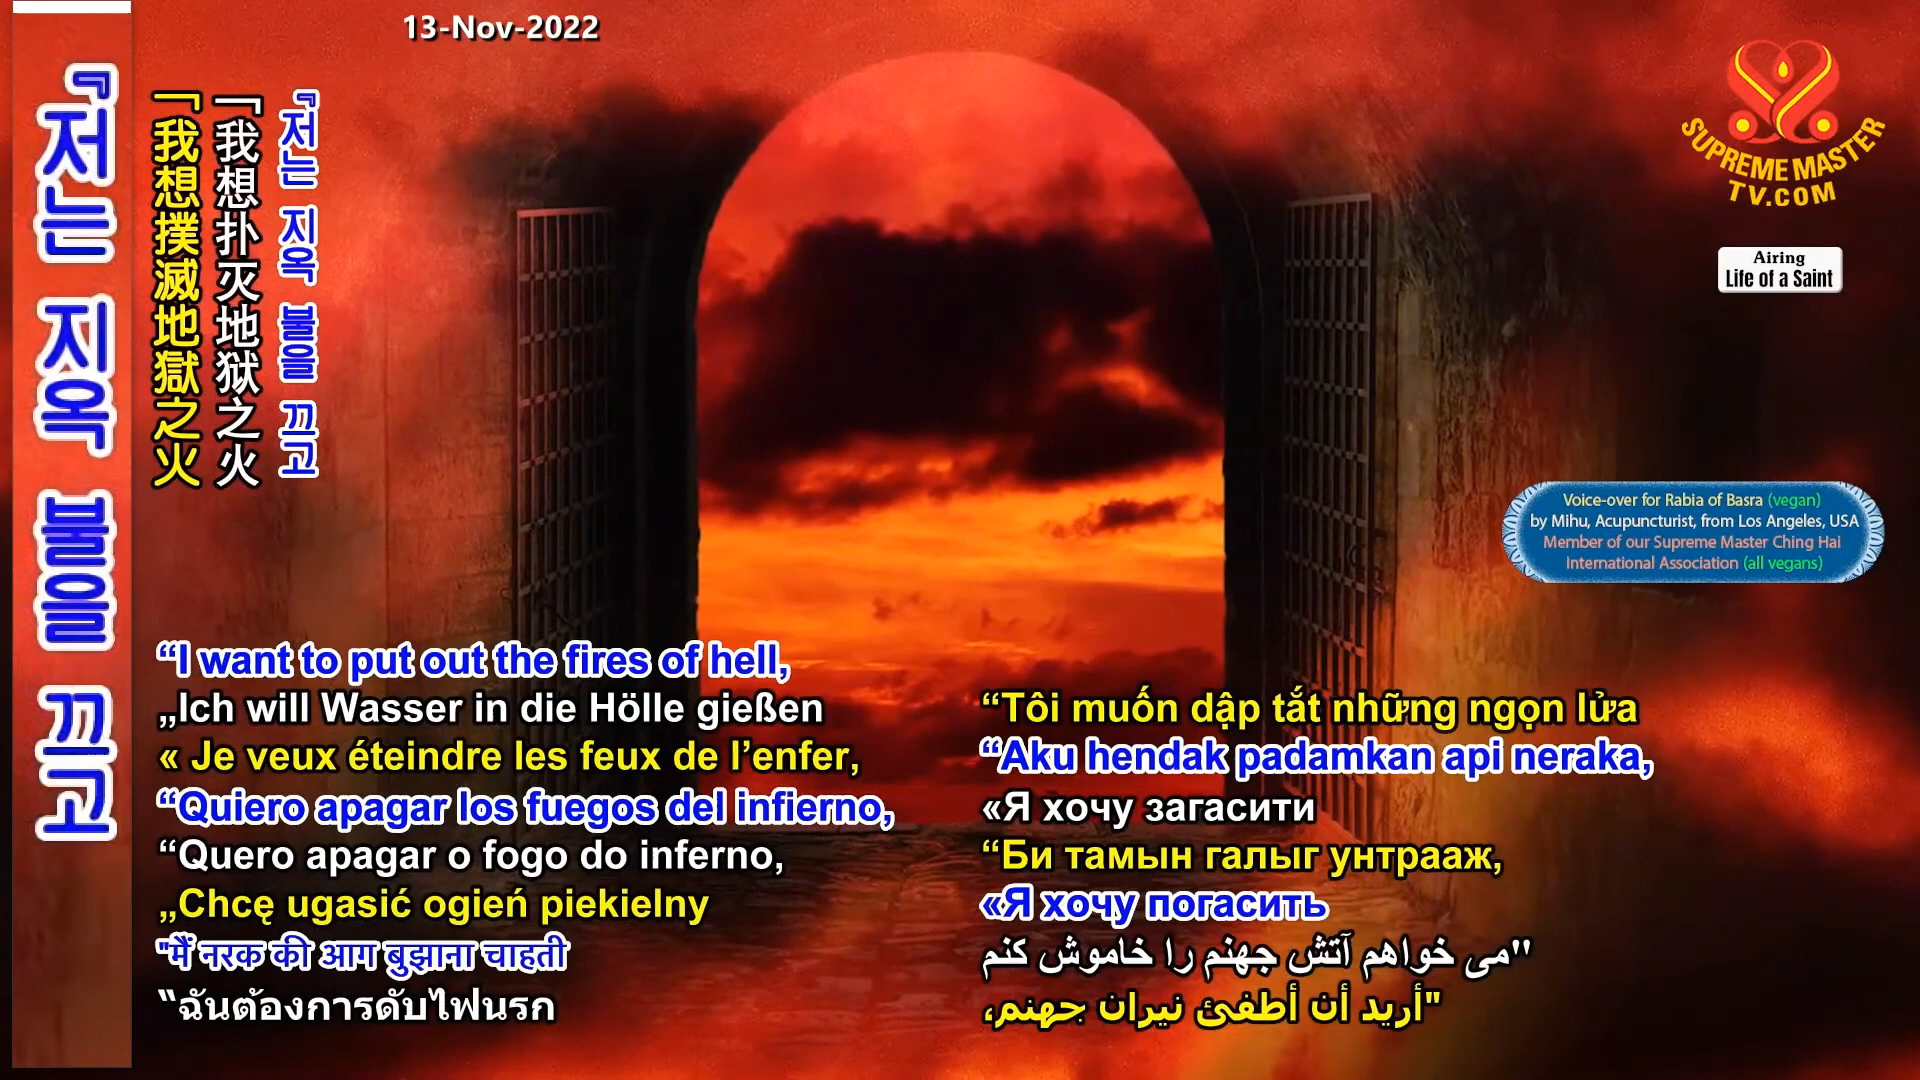 13-Nov-2022
『저는 지옥 불을 끄고
「我想撲滅地獄之火
「我想扑灭地狱之火
『저는 지옥 불을 끄고
SUPREME MASTER
TV.COM
Airing
Life of a Saint
Voice-over for Rabia of Basra (vegan)
by Mihu, Acupuncturist, from Los Angeles, USA
Member of our Supreme Master Ching Hai
International Association (all vegans)
“I want to put out the fires of hell,
„Ich will Wasser in die Hölle gießen
« Je veux éteindre les feux de l’enfer,
“Quiero apagar los fuegos del infierno,
“Quero apagar o fogo do inferno,
„Chcę ugasić ogień piekielny
"मैं नरक की आग बुझाना चाहती
“ฉันต้องการดับไฟนรก
“Tôi muốn dập tắt những ngọn lửa
“Aku hendak padamkan api neraka,
«Я хочу загасити
“Би тамын галыг унтрааж,
«Я хочу погасить
"می خواهم آتش جهنم را خاموش کنم
"أريد أن أطفئ نيران جهنم،